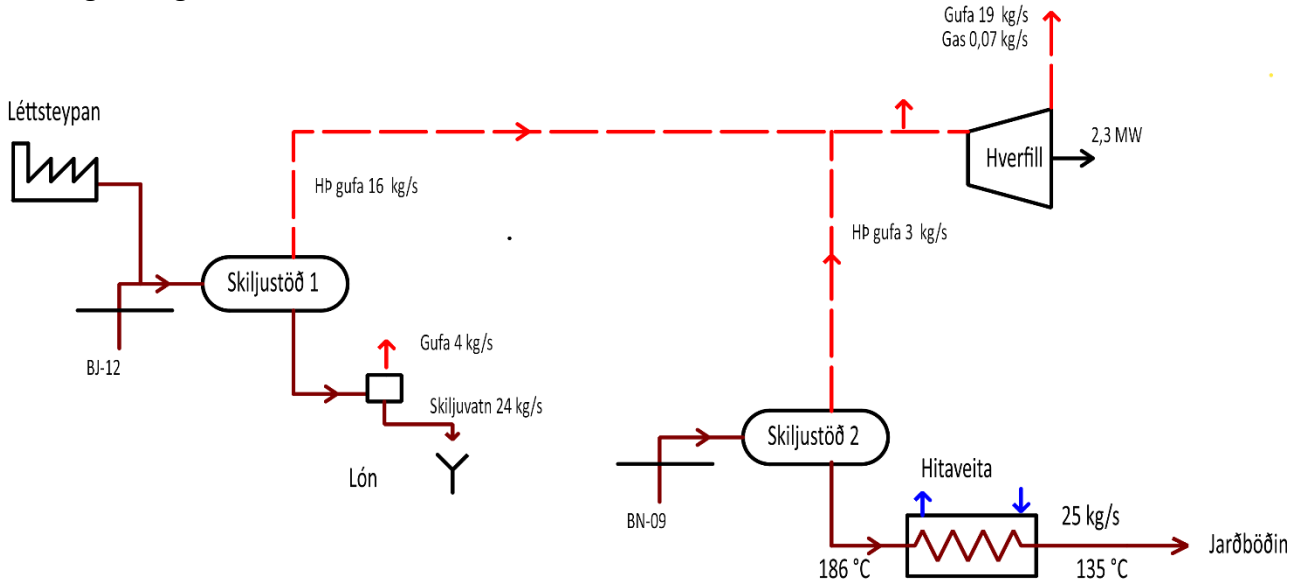 Gufa 19 kg/s
Gas 0,07 kg/s
Léttsteypan
2,3 MW
Hverfill
HÞ gufa 16 kg/s
HÞ gufa 3 kg/s
Skiljustöð 1
Gufa 4 kg/s
BJ-12
Skiljuvatn 24 kg/s
Skiljustöð 2
Lón
Hitaveita
BN-09
25 kg/s
Jarðböðin
186 °C
135 °C